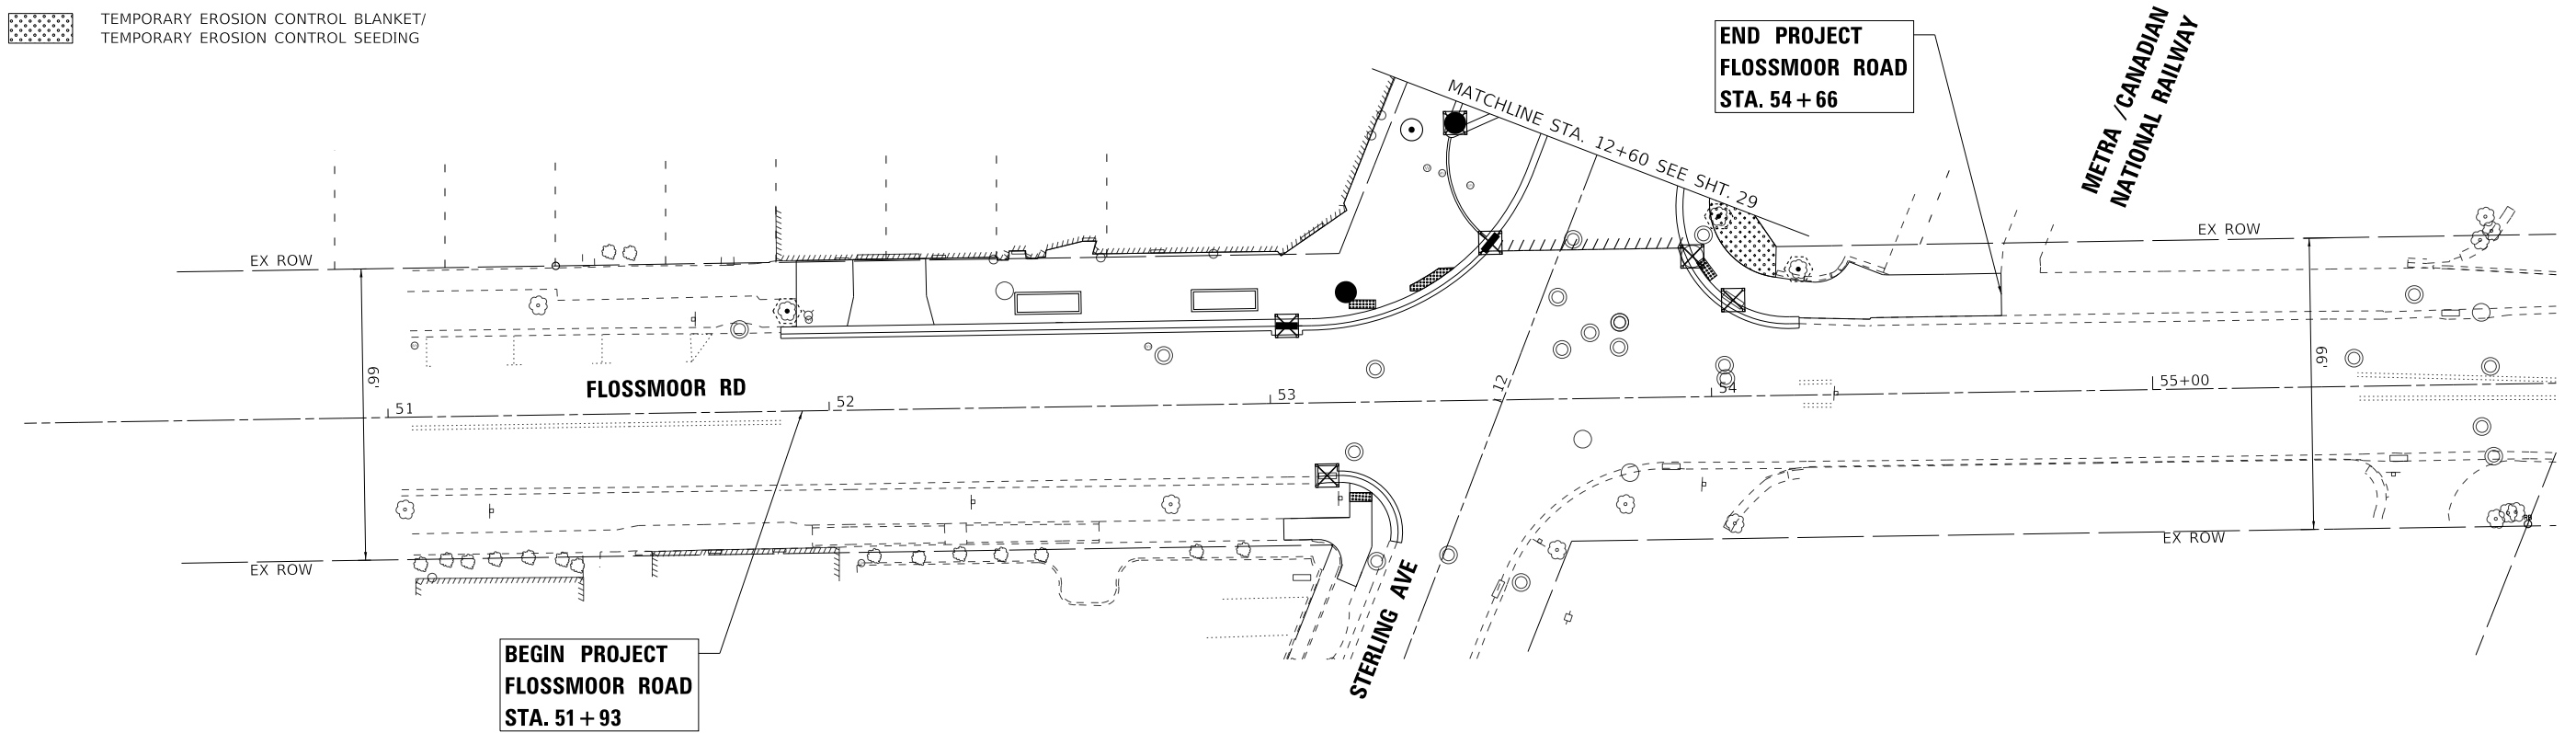 TEMPORARY EROSION CONTROL BLANKET/
TEMPORARY EROSION CONTROL SEEDING
END PROJECT
FLOSSMOOR ROAD
STA. 54+66
METRA /CANADIAN
NATIONAL RAILWAY
MATCHLINE STA. 12+60 SEE SHT. 29
EX ROW
EX ROW
66'
66'
FLOSSMOOR RD
51
52
53
12
54
55+00
EX ROW
EX ROW
STERLING AVE
BEGIN PROJECT
FLOSSMOOR ROAD
STA. 51+93